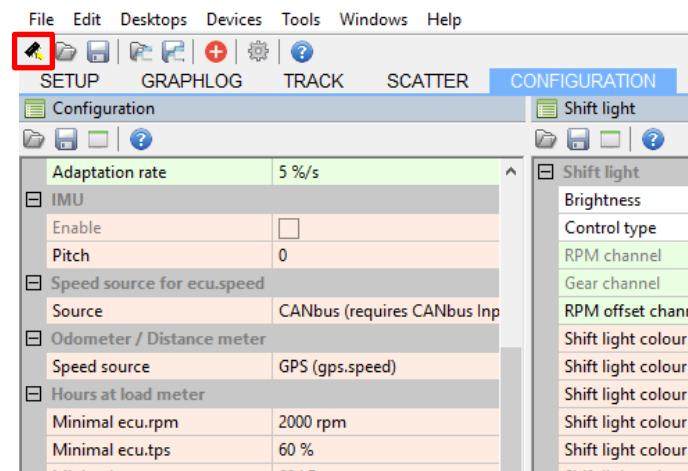 File Edit Desktops Devices Tools Windows Help
SETUP GRAPHLOG TRACK SCATTER CONFIGURATION
Configuration
Adaptation rate 5 %/s
IMU
Enable
Pitch 0
Speed source for ecu.speed
Source CANbus (requires CANbus Inp
Odometer / Distance meter
Speed source GPS (gps.speed)
Hours at load meter
Minimal ecu.rpm 2000 rpm
Minimal ecu.tps 60 %
Shift light
Shift light
Brightness
Control type
RPM channel
Gear channel
RPM offset chann
Shift light colour
Shift light colour
Shift light colour
Shift light colour
Shift light colour